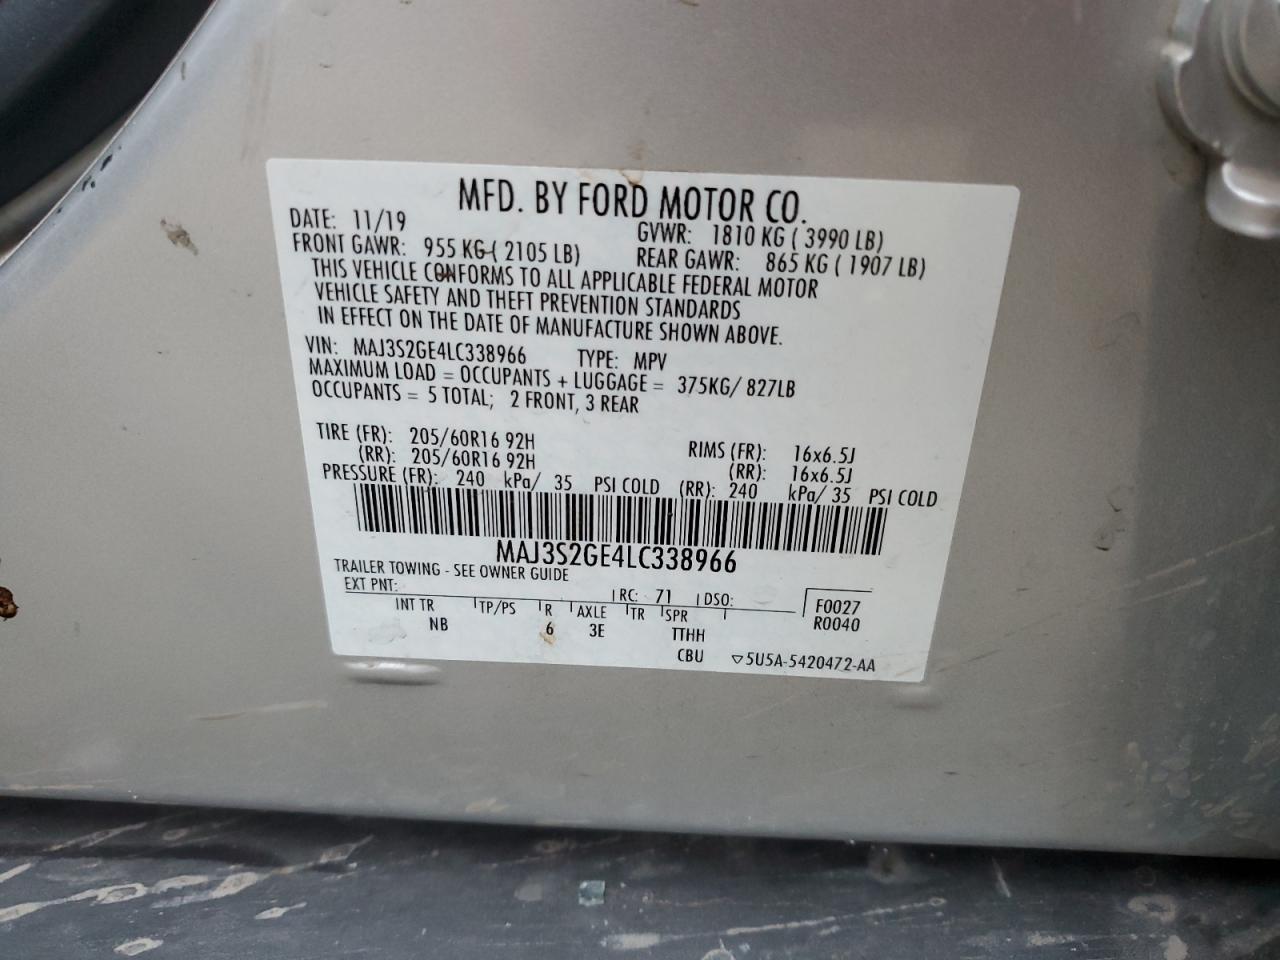 MFD. BY FORD MOTOR CO.
DATE: 11/19 GVWR: 1810 KG ( 3990 LB)
FRONT GAWR: 955 KG ( 2105 LB) REAR GAWR: 865 KG ( 1907 LB)
THIS VEHICLE CONFORMS TO ALL APPLICABLE FEDERAL MOTOR
VEHICLE SAFETY AND THEFT PREVENTION STANDARDS
IN EFFECT ON THE DATE OF MANUFACTURE SHOWN ABOVE.
VIN: MAJ3S2GE4LC338966 TYPE: MPV
MAXIMUM LOAD = OCCUPANTS + LUGGAGE = 375KG/ 827LB
OCCUPANTS = 5 TOTAL; 2 FRONT, 3 REAR
TIRE (FR): 205/60R16 92H RIMS (FR): 16x6.5J
(RR): 205/60R16 92H (RR): 16x6.5J
PRESSURE (FR): 240 kPa/ 35 PSI COLD (RR): 240 kPa/ 35 PSI COLD
MAJ3S2GE4LC338966
TRAILER TOWING - SEE OWNER GUIDE
EXT PNT: RC: 71 DSO: F0027
INT TR TP/PS R AXLE TR SPR R0040
NB 6 3E TTHH
CBU ▽5U5A-5420472-AA